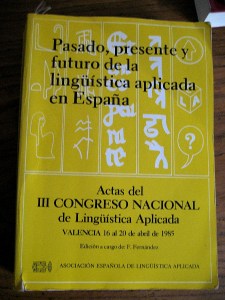 Pasado, presente y
futuro de la
lingüística aplicada
en España
Actas del
III CONGRESO NACIONAL
de Lingüística Aplicada
VALENCIA 16 al 20 de abril de 1985
Edición a cargo de: F. Fernández
ASOCIACIÓN ESPAÑOLA DE LINGÜÍSTICA APLICADA